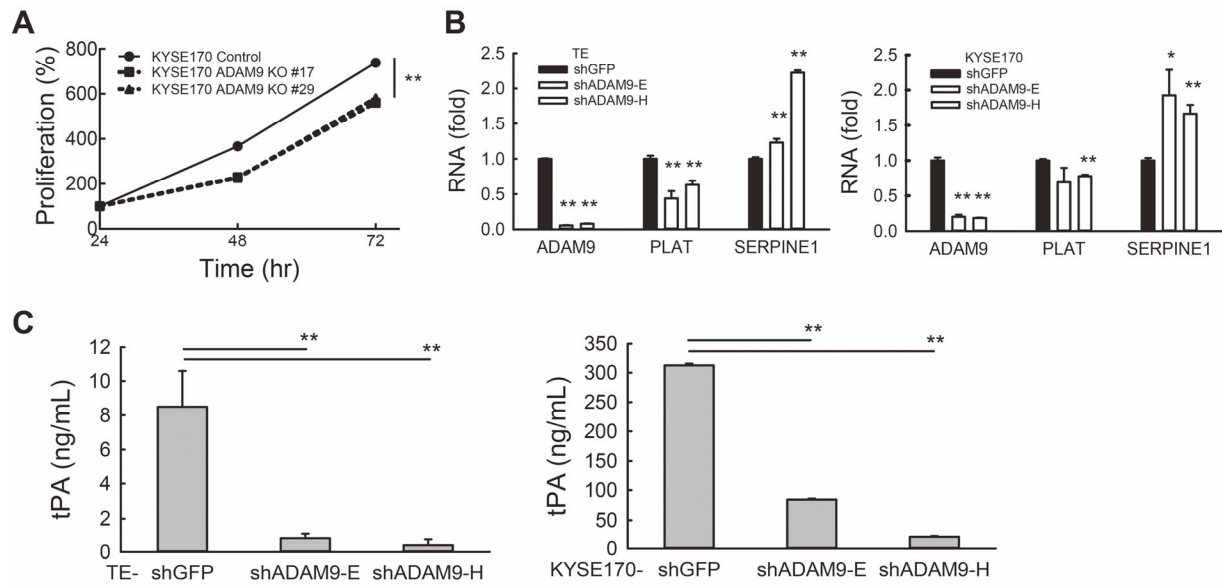 A
Proliferation (%)
800
600
400
200
0
24
48
72
Time (hr)
KYSE170 Control
KYSE170 ADAM9 KO #17
KYSE170 ADAM9 KO #29
**
B
RNA (fold)
2.5
2.0
1.5
1.0
0.5
0.0
TE
shGFP
shADAM9-E
shADAM9-H
** **
** **
**
**
ADAM9
PLAT
SERPINE1
RNA (fold)
2.5
2.0
1.5
1.0
0.5
0.0
KYSE170
shGFP
shADAM9-E
shADAM9-H
** **
**
*
**
ADAM9
PLAT
SERPINE1
C
tPA (ng/mL)
12
10
8
6
4
2
0
**
**
TE- shGFP shADAM9-E shADAM9-H
tPA (ng/mL)
350
300
250
200
150
100
50
0
**
**
KYSE170- shGFP shADAM9-E shADAM9-H